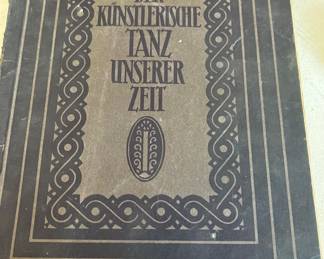 DER
KÜNSTLERISCHE
TANZ
UNSERER
ZEIT